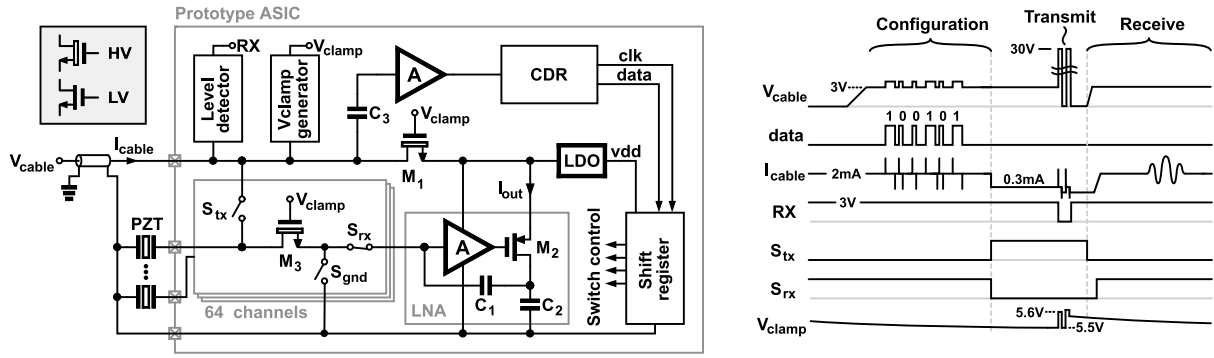 Prototype ASIC
HV
LV
RX
Level detector
Vclamp
Vclamp generator
A
C3
CDR
clk
data
Vclamp
M1
Vcable
Icable
LDO
vdd
Iout
PZT
Stx
Vclamp
M3
Srx
Sgnd
A
M2
C1
C2
LNA
64 channels
Switch control
Shift register
Configuration
Transmit
Receive
30V
Vcable
3V
1 0 0 1 0 1
data
Icable
2mA
0.3mA
RX
3V
Stx
Srx
Vclamp
5.6V
5.5V